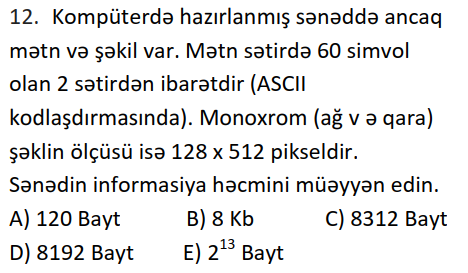 12. Kompüterdə hazırlanmış sənəddə ancaq
mətn və şəkil var. Mətn sətirdə 60 simvol
olan 2 sətirdən ibarətdir (ASCII
kodlaşdırmasında). Monoxrom (ağ v ə qara)
şəklin ölçüsü isə 128 x 512 pikseldir.
Sənədin informasiya həcmini müəyyən edin.
A) 120 Bayt B) 8 Kb C) 8312 Bayt
D) 8192 Bayt E) 2¹³ Bayt